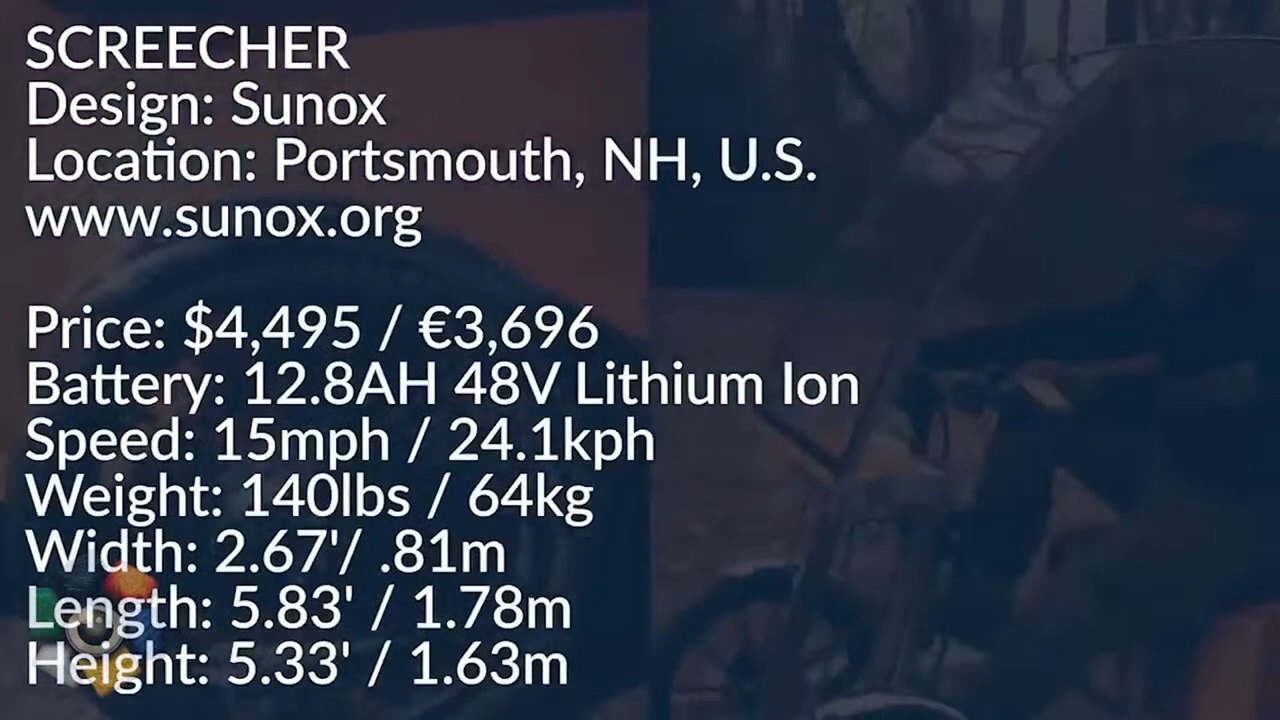 SCREECHER
Design: Sunox
Location: Portsmouth, NH, U.S.
www.sunox.org
Price: $4,495 / €3,696
Battery: 12.8AH 48V Lithium Ion
Speed: 15mph / 24.1kph
Weight: 140lbs / 64kg
Width: 2.67'/ .81m
Length: 5.83' / 1.78m
Height: 5.33' / 1.63m